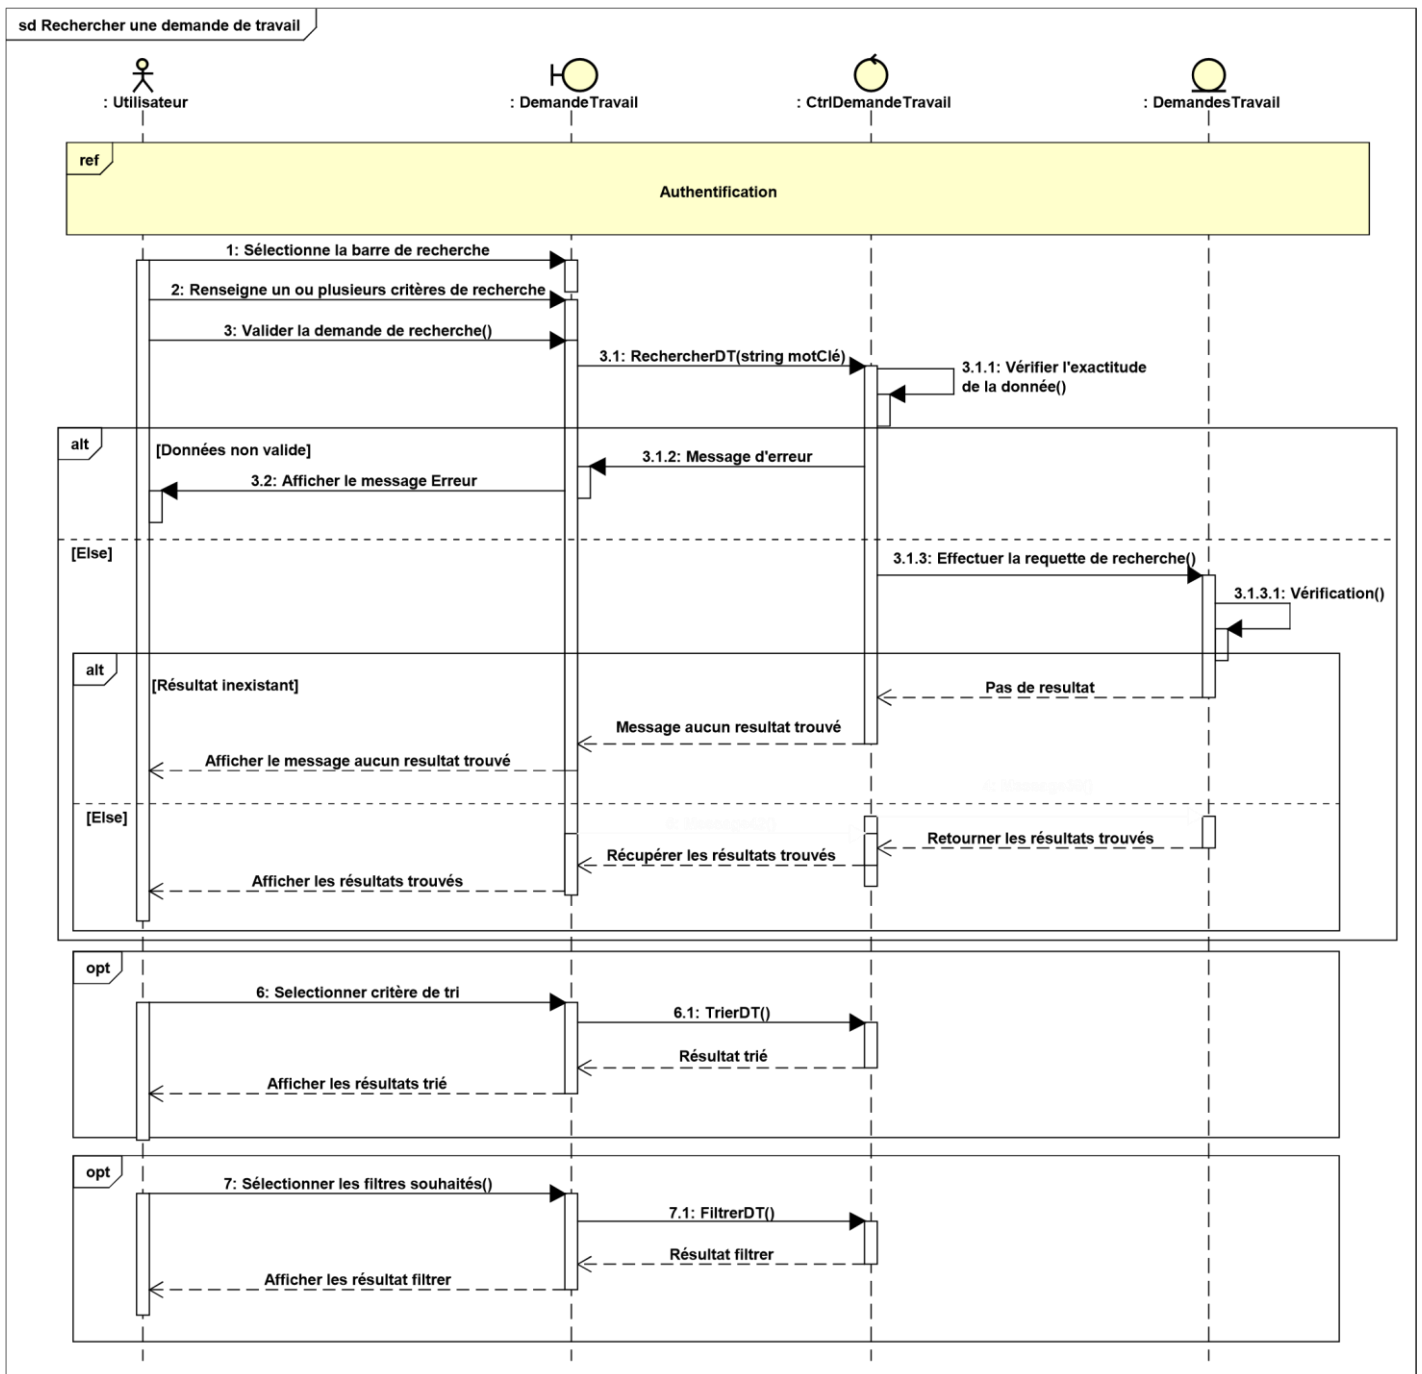 sd Rechercher une demande de travail
: Utilisateur
: DemandeTravail
: CtrlDemandeTravail
: DemandesTravail
ref
Authentification
1: Sélectionne la barre de recherche
2: Renseigne un ou plusieurs critères de recherche
3: Valider la demande de recherche()
3.1: RechercherDT(string motClé)
3.1.1: Vérifier l'exactitude
de la donnée()
alt
[Données non valide]
3.1.2: Message d'erreur
3.2: Afficher le message Erreur
[Else]
3.1.3: Effectuer la requette de recherche()
3.1.3.1: Vérification()
alt
[Résultat inexistant]
Pas de resultat
Message aucun resultat trouvé
Afficher le message aucun resultat trouvé
[Else]
Retourner les résultats trouvés
Récupérer les résultats trouvés
Afficher les résultats trouvés
opt
6: Selectionner critère de tri
6.1: TrierDT()
Résultat trié
Afficher les résultats trié
opt
7: Sélectionner les filtres souhaités()
7.1: FiltrerDT()
Résultat filtrer
Afficher les résultat filtrer